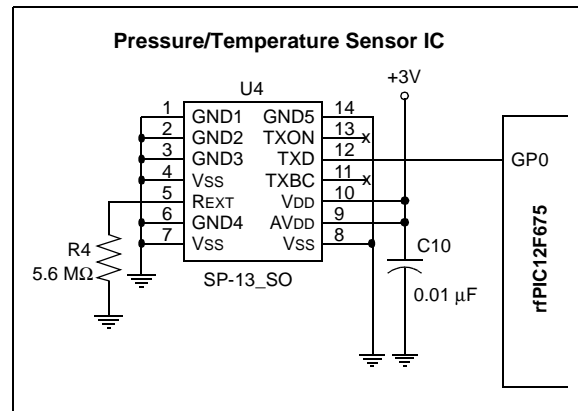 Pressure/Temperature Sensor IC
+3V
U4
1 GND1 GND5 14
2 GND2 TXON 13 x
3 GND3 TXD 12
4 VSS TXBC 11 x
5 REXT VDD 10
6 GND4 AVDD 9
7 VSS VSS 8
GP0
rfPIC12F675
R4
5.6 MΩ
C10
0.01 μF
SP-13_SO